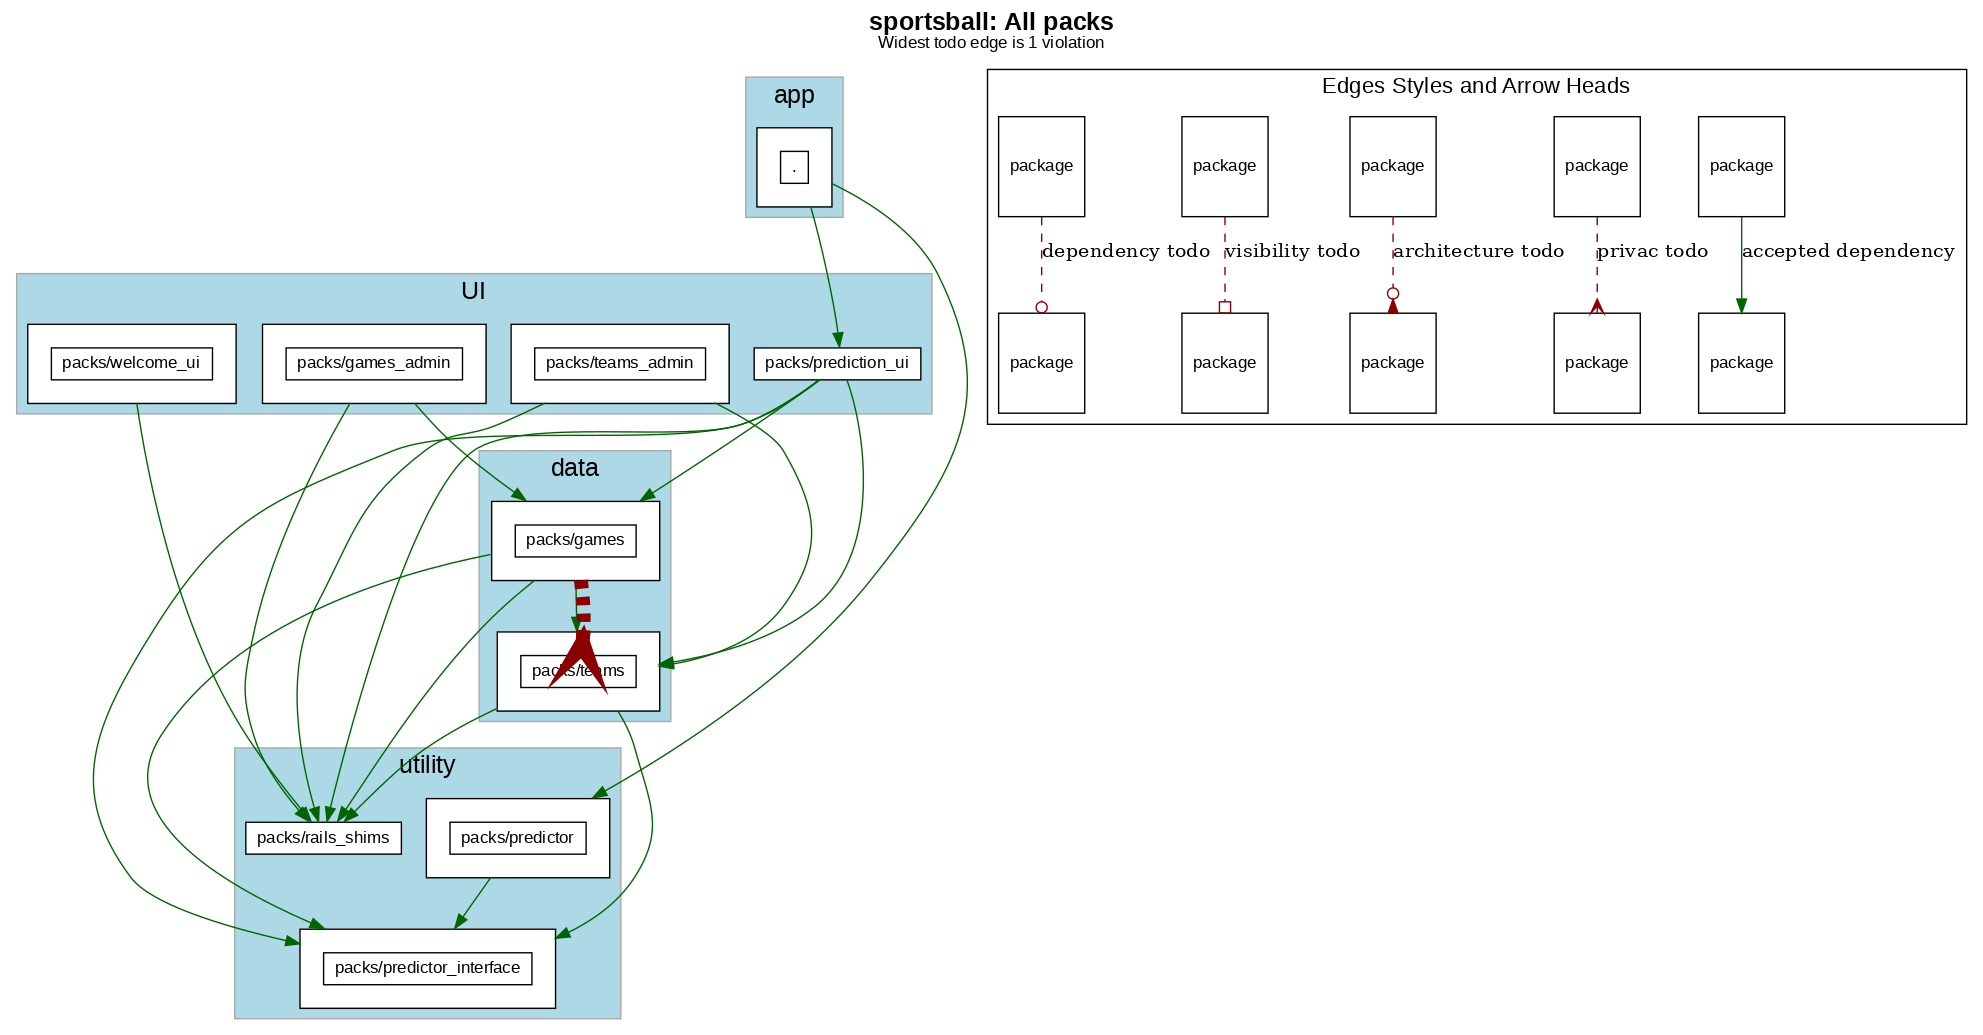 sportsball: All packs
Widest todo edge is 1 violation
app
.
UI
packs/welcome_ui
packs/games_admin
packs/teams_admin
packs/prediction_ui
data
packs/games
packs/teams
utility
packs/rails_shims
packs/predictor
packs/predictor_interface
Edges Styles and Arrow Heads
package package package package package
dependency todo visibility todo architecture todo privac todo accepted dependency
package package package package package